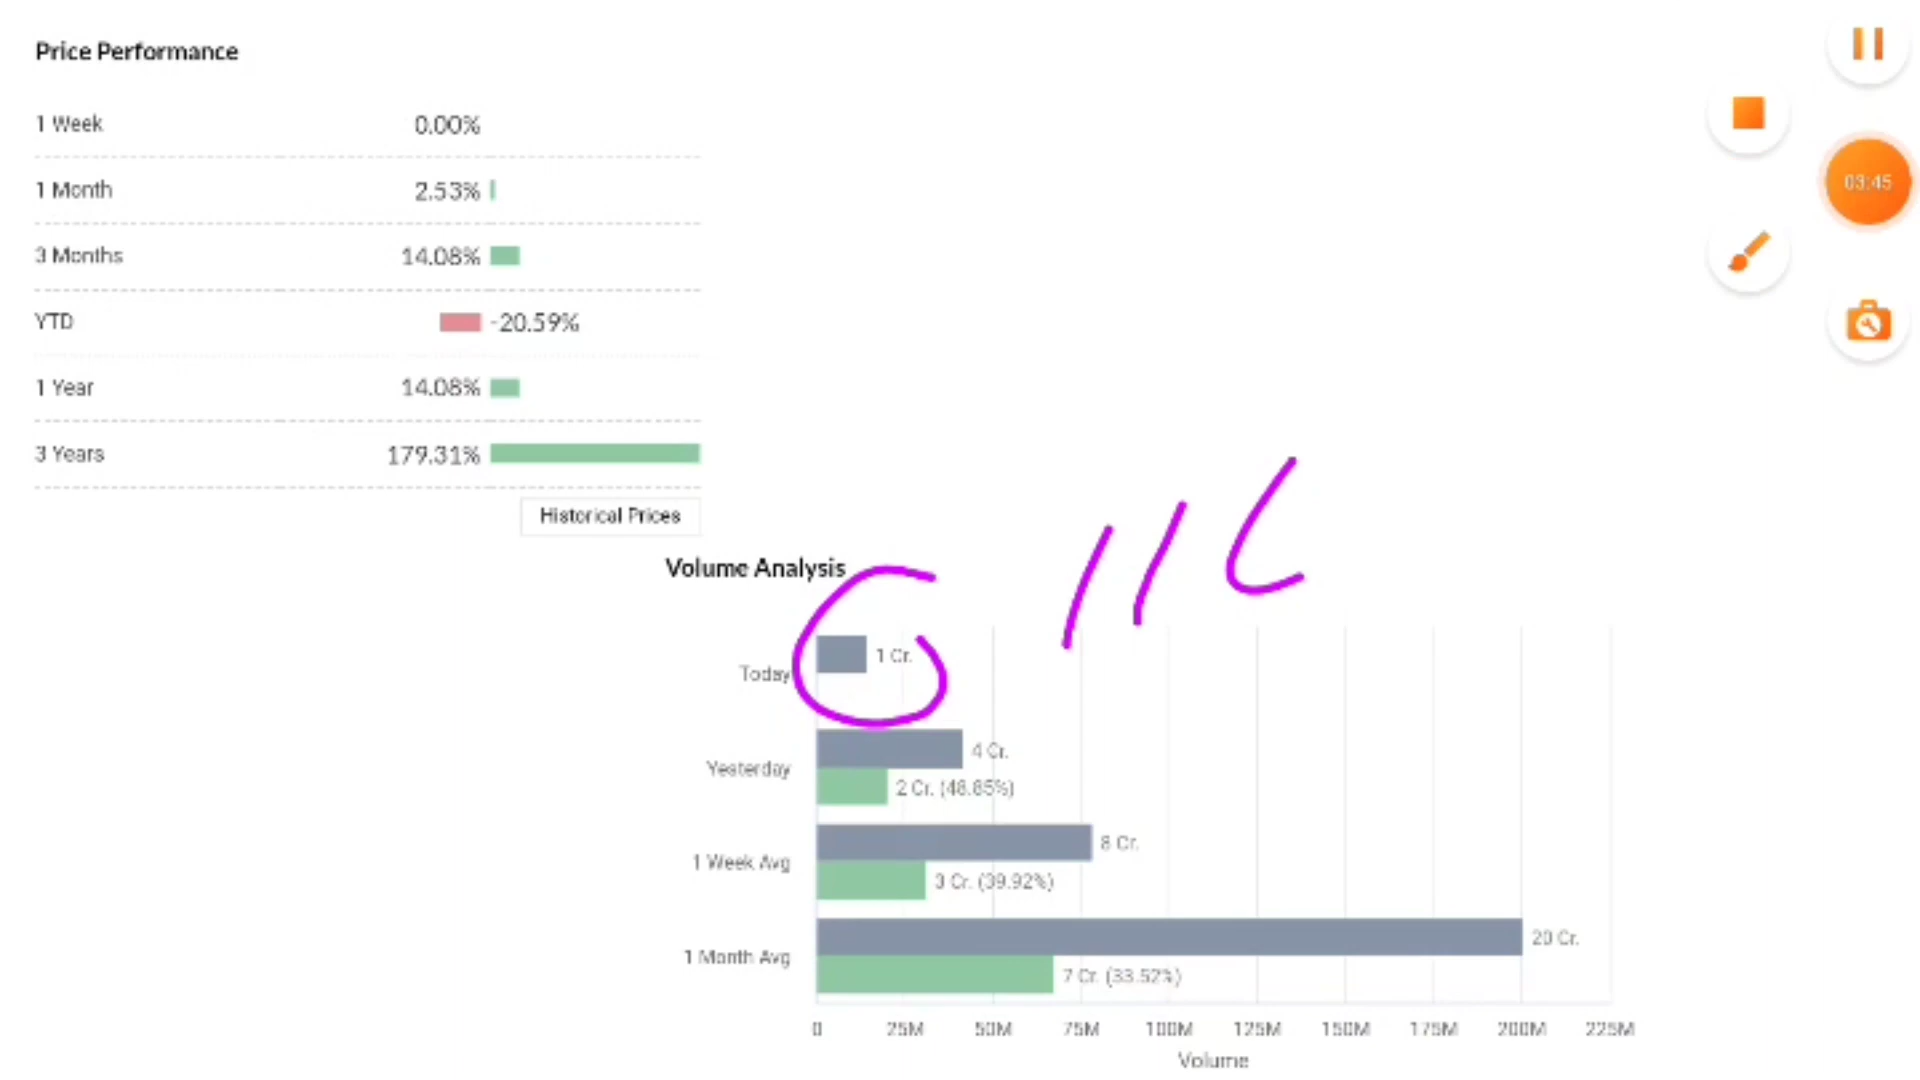 Price Performance
1 Week 0.00%
1 Month 2.53%
3 Months 14.08%
YTD -20.59%
1 Year 14.08%
3 Years 179.31%
Historical Prices
Volume Analysis
Today 1 Cr.
Yesterday 4 Cr.
2 Cr. (48.85%)
1 Week Avg 8 Cr.
3 Cr. (39.92%)
1 Month Avg 20 Cr.
7 Cr. (33.52%)
0 25M 50M 75M 100M 125M 150M 175M 200M 225M
Volume
03:45